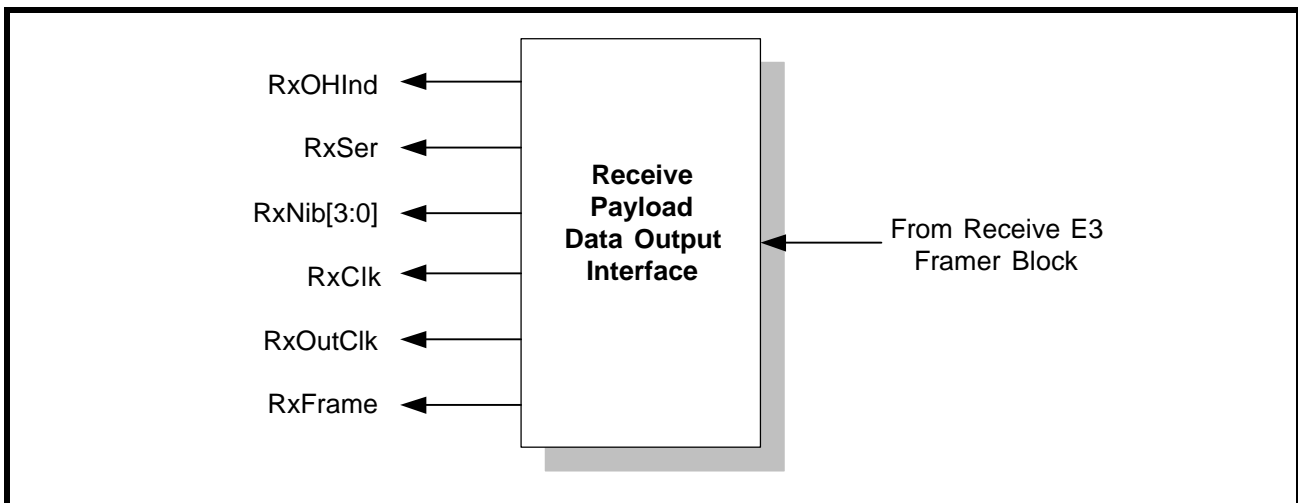 RxOHInd
RxSer
RxNib[3:0]
RxClk
RxOutClk
RxFrame
Receive
Payload
Data Output
Interface
From Receive E3
Framer Block